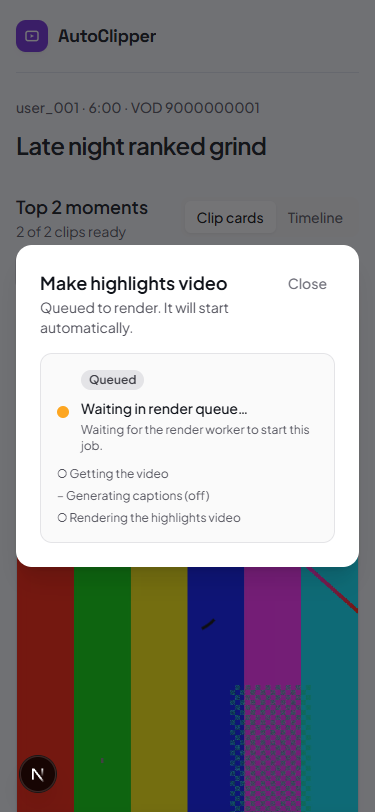 AutoClipper
user_001 · 6:00 · VOD 9000000001
Late night ranked grind
Top 2 moments
2 of 2 clips ready
Clip cards
Timeline
Make highlights video
Close
Queued to render. It will start
automatically.
Queued
Waiting in render queue…
Waiting for the render worker to start this
job.
○ Getting the video
– Generating captions (off)
○ Rendering the highlights video
N